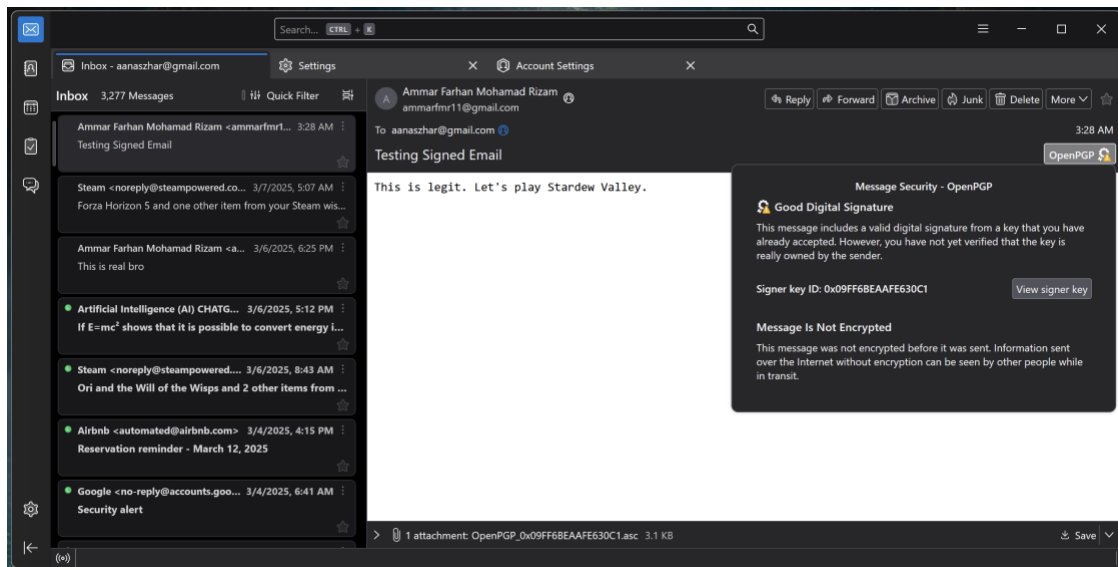 Search... CTRL + K
Inbox - aanaszhar@gmail.com
Settings
Account Settings
Inbox 3,277 Messages Quick Filter
Ammar Farhan Mohamad Rizam <ammarfmr1... 3:28 AM
Testing Signed Email
Steam <noreply@steampowered.co... 3/7/2025, 5:07 AM
Forza Horizon 5 and one other item from your Steam wis...
Ammar Farhan Mohamad Rizam <a... 3/6/2025, 6:25 PM
This is real bro
Artificial Intelligence (AI) CHATG... 3/6/2025, 5:12 PM
If E=mc² shows that it is possible to convert energy i...
Steam <noreply@steampowered.... 3/6/2025, 8:43 AM
Ori and the Will of the Wisps and 2 other items from ...
Airbnb <automated@airbnb.com> 3/4/2025, 4:15 PM
Reservation reminder - March 12, 2025
Google <no-reply@accounts.goo... 3/4/2025, 6:41 AM
Security alert
A
Ammar Farhan Mohamad Rizam
ammarfmr11@gmail.com
Reply Forward Archive Junk Delete More
To aanaszhar@gmail.com
3:28 AM
Testing Signed Email
OpenPGP
This is legit. Let's play Stardew Valley.
Message Security - OpenPGP
Good Digital Signature
This message includes a valid digital signature from a key that you have
already accepted. However, you have not yet verified that the key is
really owned by the sender.
Signer key ID: 0x09FF6BEAAFE630C1
View signer key
Message Is Not Encrypted
This message was not encrypted before it was sent. Information sent
over the Internet without encryption can be seen by other people while
in transit.
1 attachment: OpenPGP_0x09FF6BEAAFE630C1.asc 3.1 KB
Save